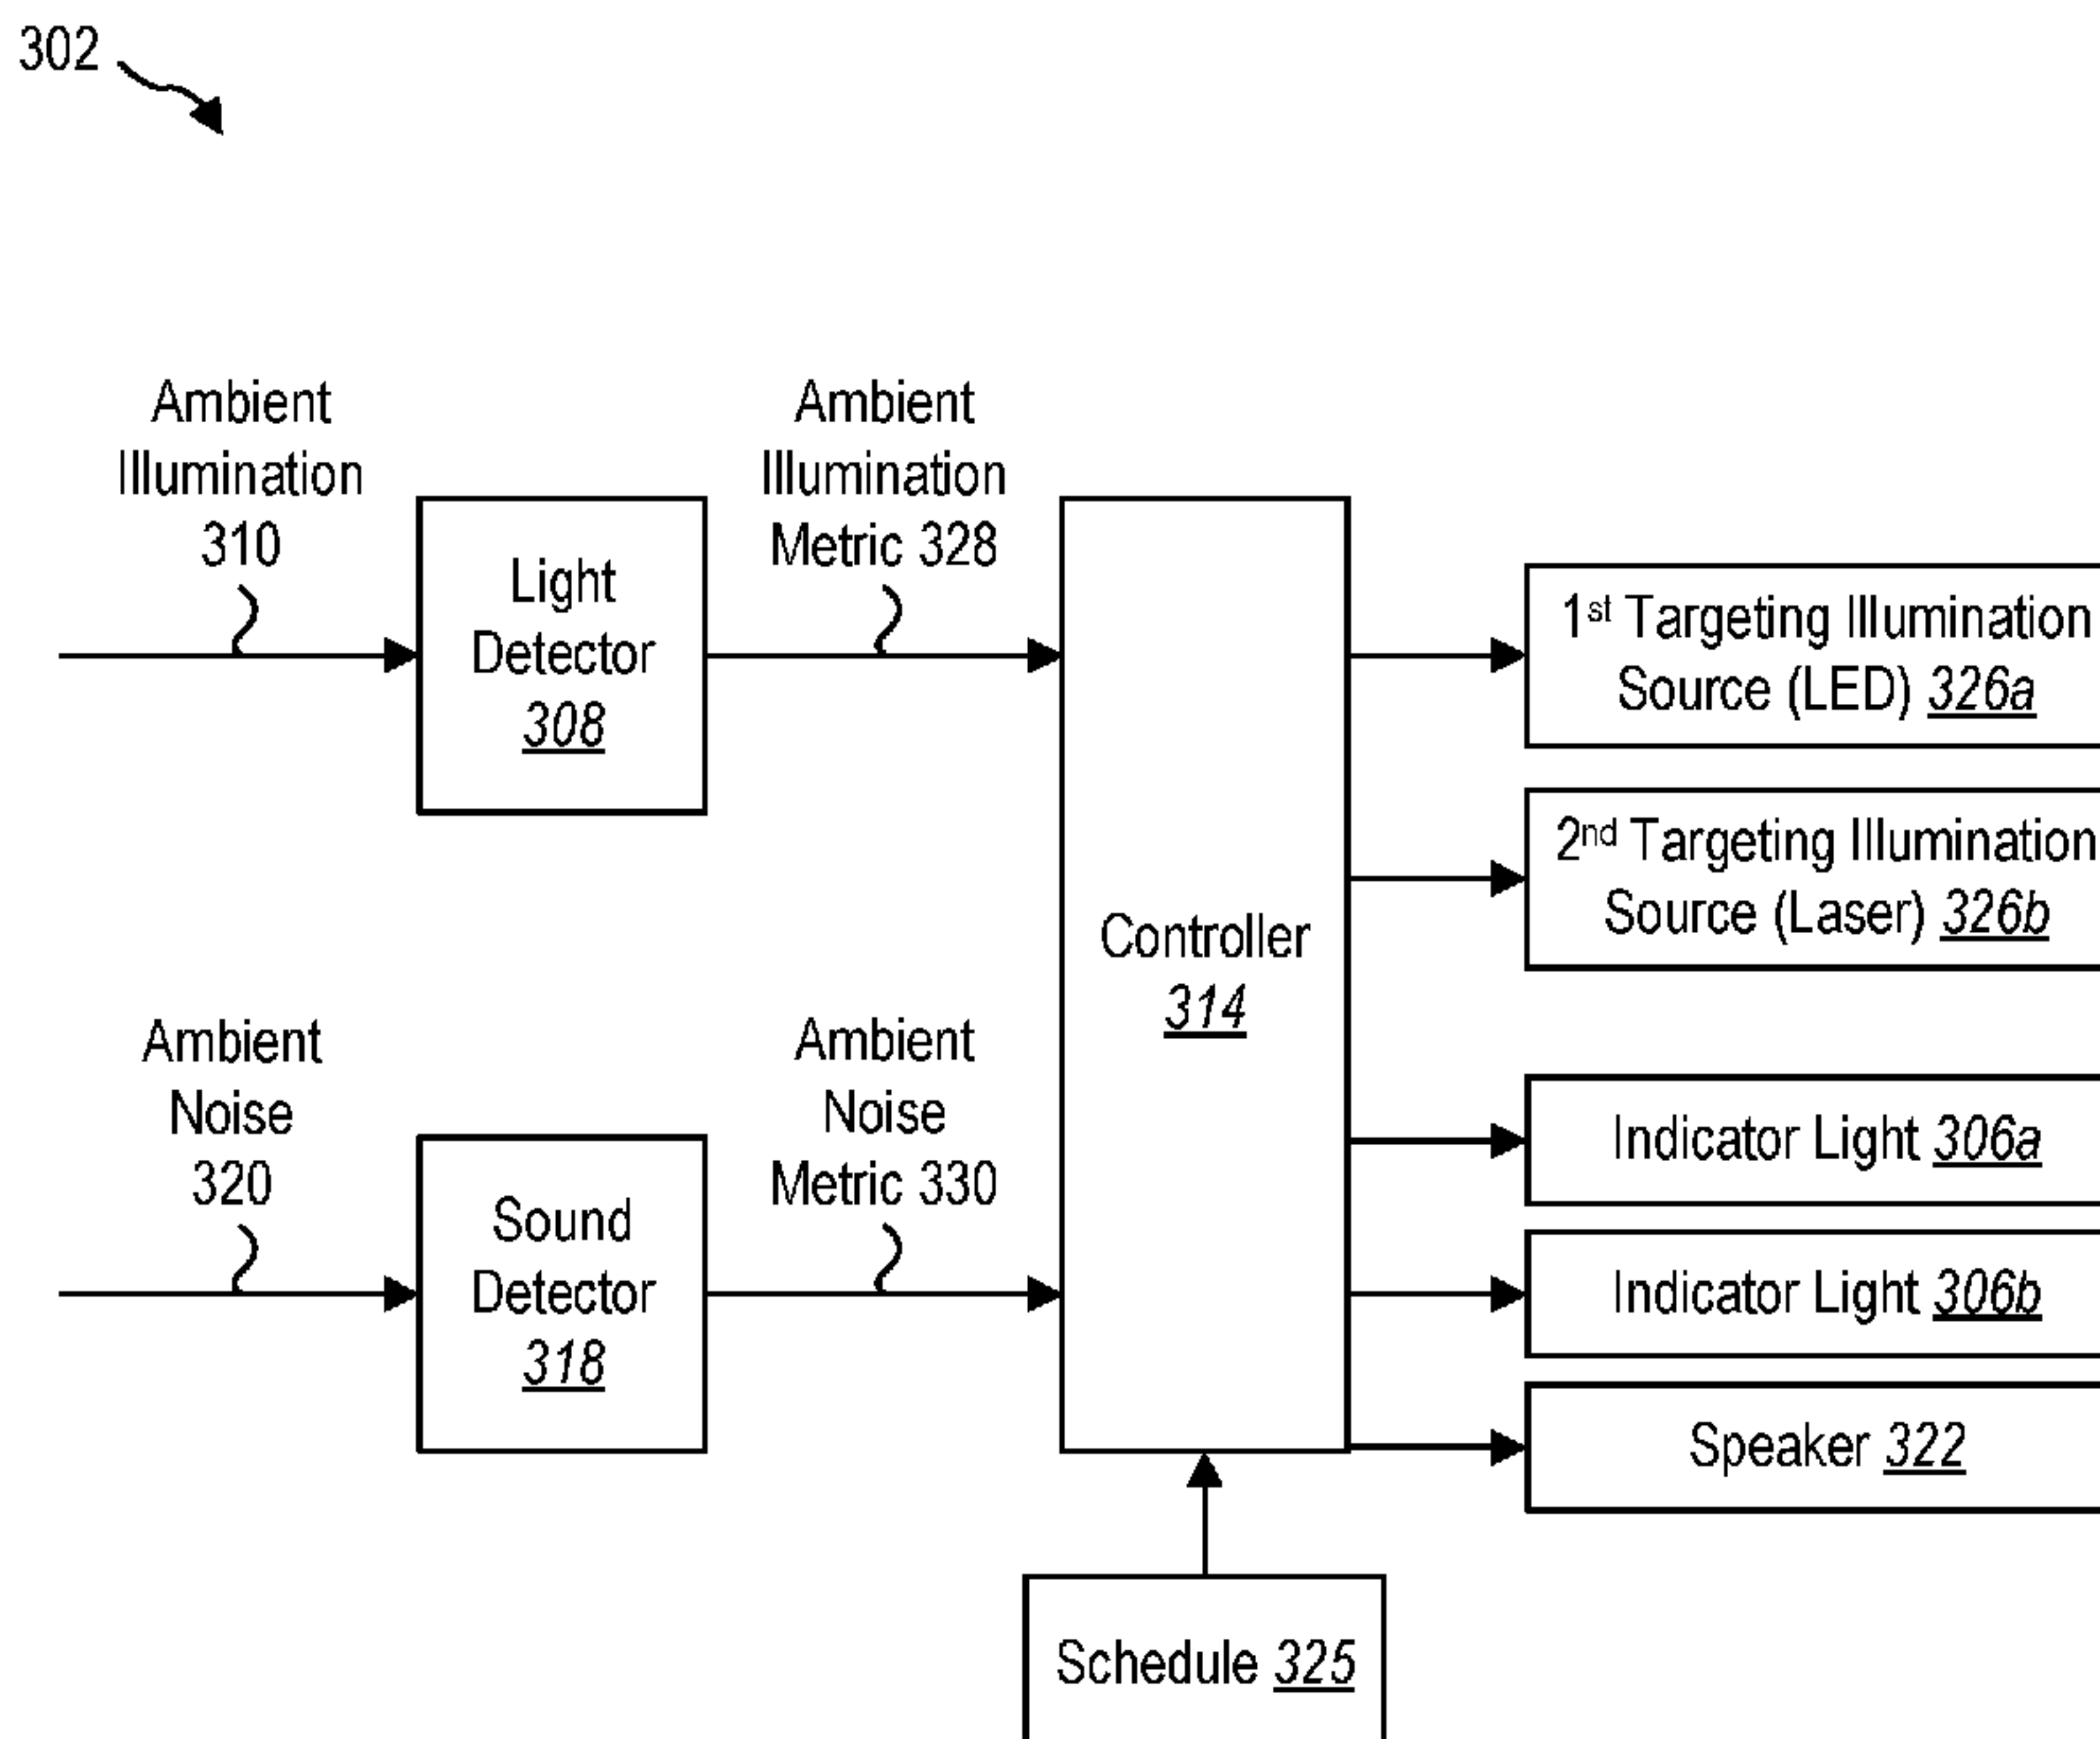 302
Ambient
Illumination
310
Light
Detector
308
Ambient
Illumination
Metric 328
Controller
314
1st Targeting Illumination
Source (LED) 326a
2nd Targeting Illumination
Source (Laser) 326b
Ambient
Noise
320
Sound
Detector
318
Ambient
Noise
Metric 330
Indicator Light 306a
Indicator Light 306b
Speaker 322
Schedule 325